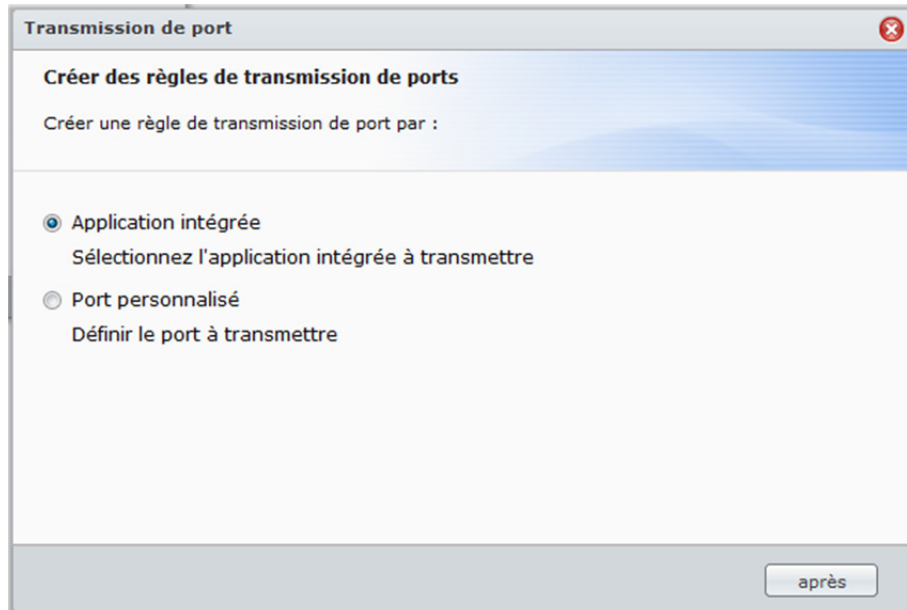 Transmission de port
Créer des règles de transmission de ports
Créer une règle de transmission de port par :
Application intégrée
Sélectionnez l'application intégrée à transmettre
Port personnalisé
Définir le port à transmettre
après